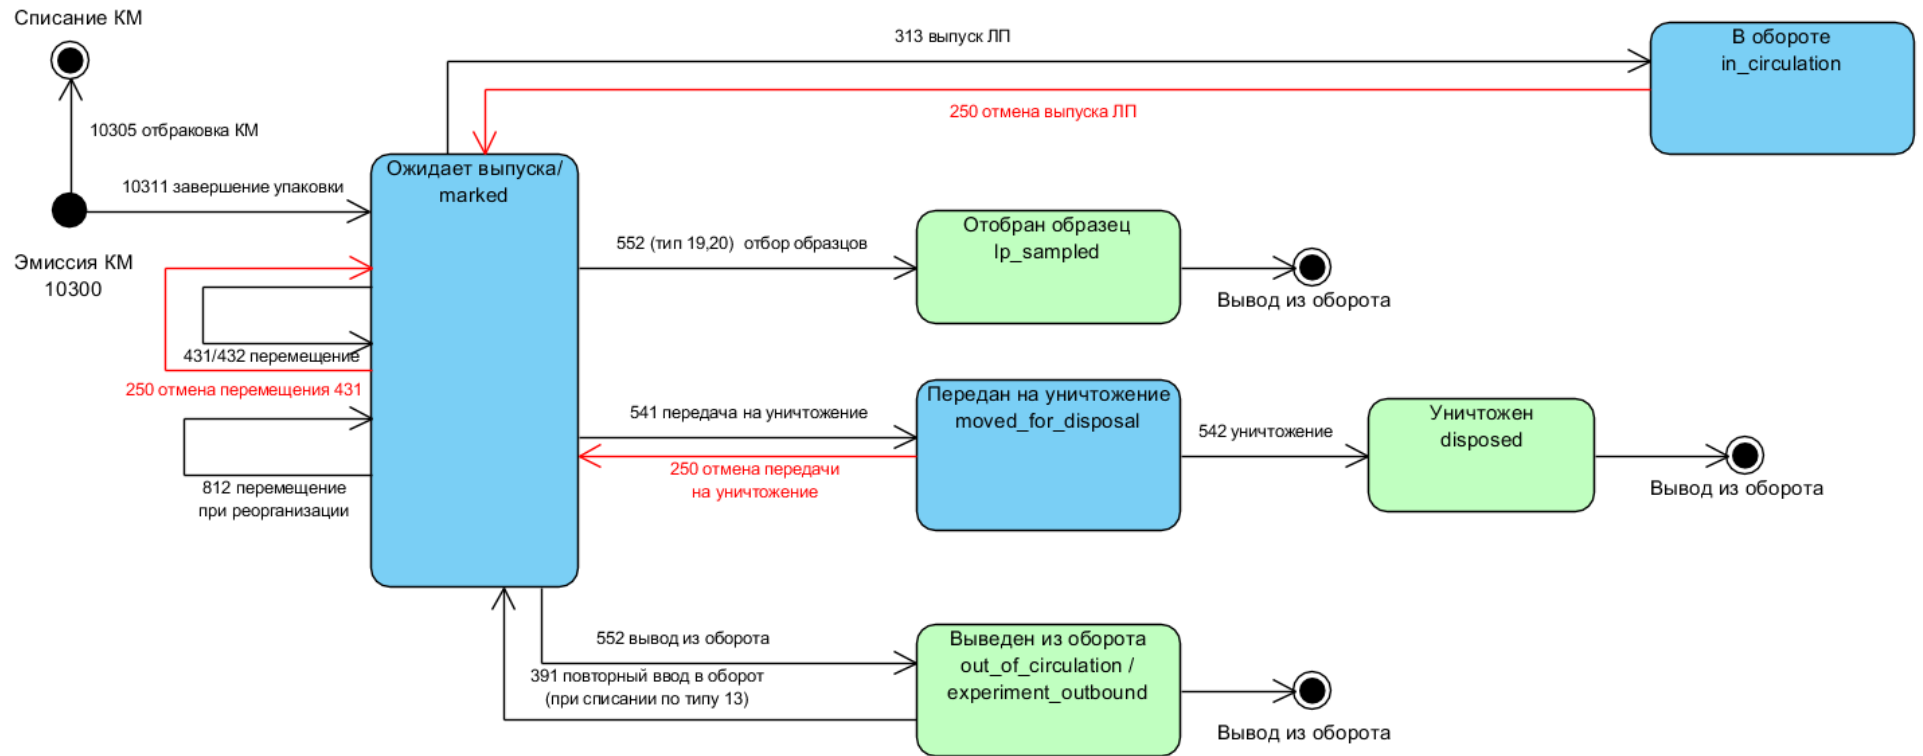 Списание КМ
313 выпуск ЛП
В обороте
in_circulation
250 отмена выпуска ЛП
10305 отбраковка КМ
Ожидает выпуска/
marked
10311 завершение упаковки
Эмиссия КМ
10300
552 (тип 19,20)  отбор образцов
Отобран образец
lp_sampled
Вывод из оборота
431/432 перемещение
250 отмена перемещения 431
812 перемещение
при реорганизации
541 передача на уничтожение
250 отмена передачи
на уничтожение
Передан на уничтожение
moved_for_disposal
542 уничтожение
Уничтожен
disposed
Вывод из оборота
552 вывод из оборота
391 повторный ввод в оборот
(при списании по типу 13)
Выведен из оборота
out_of_circulation /
experiment_outbound
Вывод из оборота